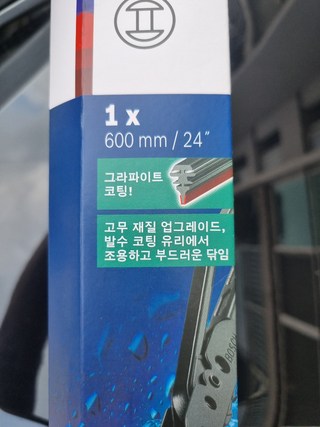 1 x
600 mm / 24"
그라파이트
코팅!
고무 재질 업그레이드,
발수 코팅 유리에서
조용하고 부드러운 닦임
BOSCH